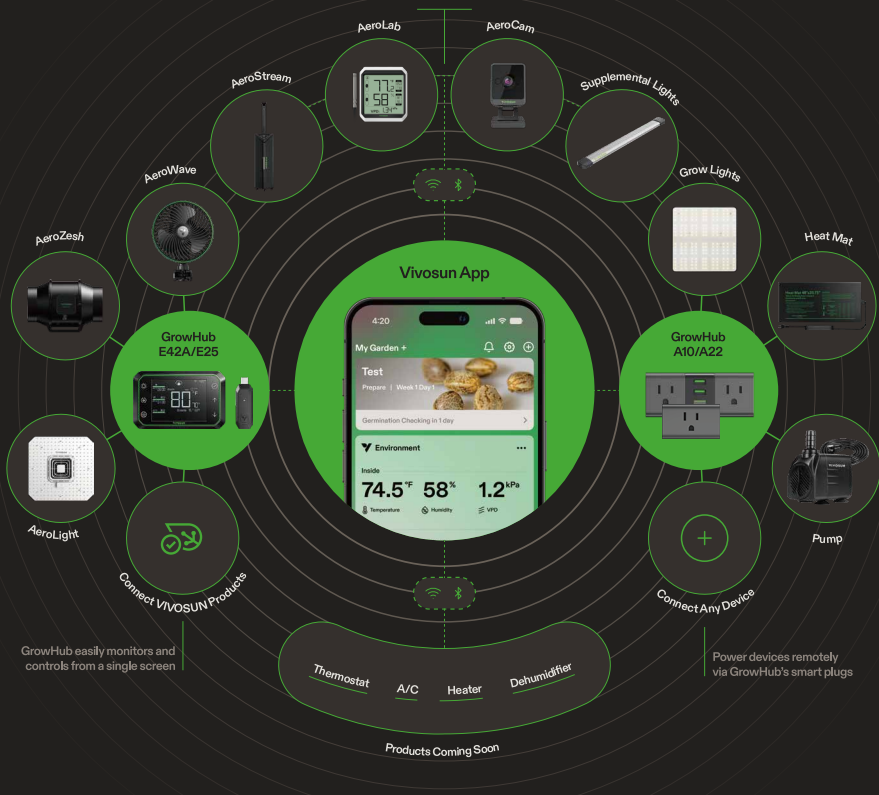 AeroLab
AeroCam
AeroStream
Supplemental Lights
AeroWave
Grow Lights
AeroZesh
Heat Mat
Vivosun App
4:20
My Garden +
Test
Prepare | Week 1 Day 1
Germination Checking in 1 day
Environment
Inside
74.5°F 58% 1.2kPa
Temperature Humidity VPD
GrowHub
E42A/E25
80
GrowHub
A10/A22
AeroLight
Pump
Connect VIVOSUN Products
Connect Any Device
GrowHub easily monitors and
controls from a single screen
Power devices remotely
via GrowHub's smart plugs
Thermostat
A/C
Heater
Dehumidifier
Products Coming Soon